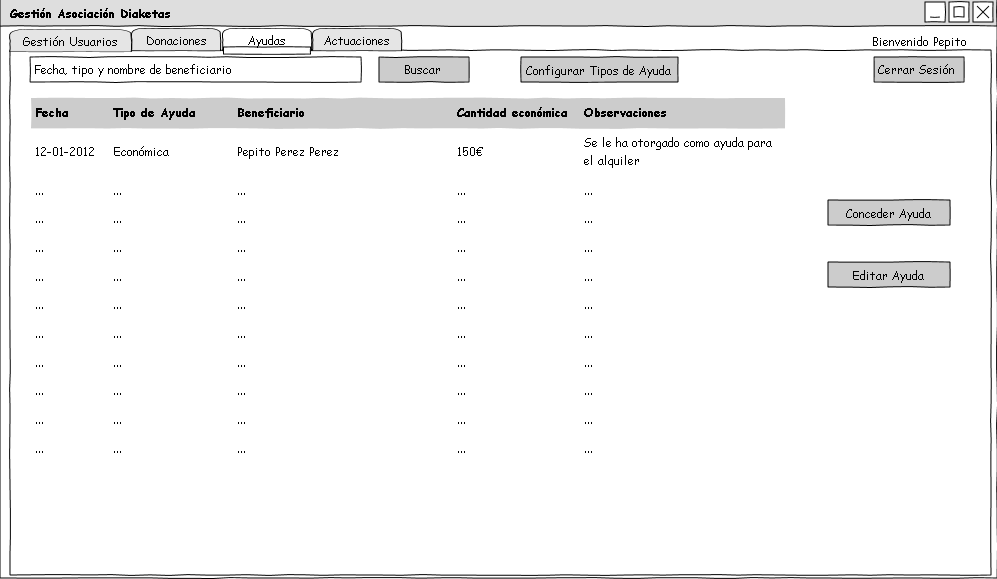 Gestión Asociación Diaketas
Gestión Usuarios Donaciones Ayudas Actuaciones Bienvenido Pepito
Fecha, tipo y nombre de beneficiario Buscar Configurar Tipos de Ayuda Cerrar Sesión
Fecha Tipo de Ayuda Beneficiario Cantidad económica Observaciones
12-01-2012 Económica Pepito Perez Perez 150€ Se le ha otorgado como ayuda para
el alquiler
... ... ... ... ...
Conceder Ayuda
... ... ... ... ...
... ... ... ... ...
Editar Ayuda
... ... ... ... ...
... ... ... ... ...
... ... ... ... ...
... ... ... ... ...
... ... ... ... ...
... ... ... ... ...
... ... ... ... ...